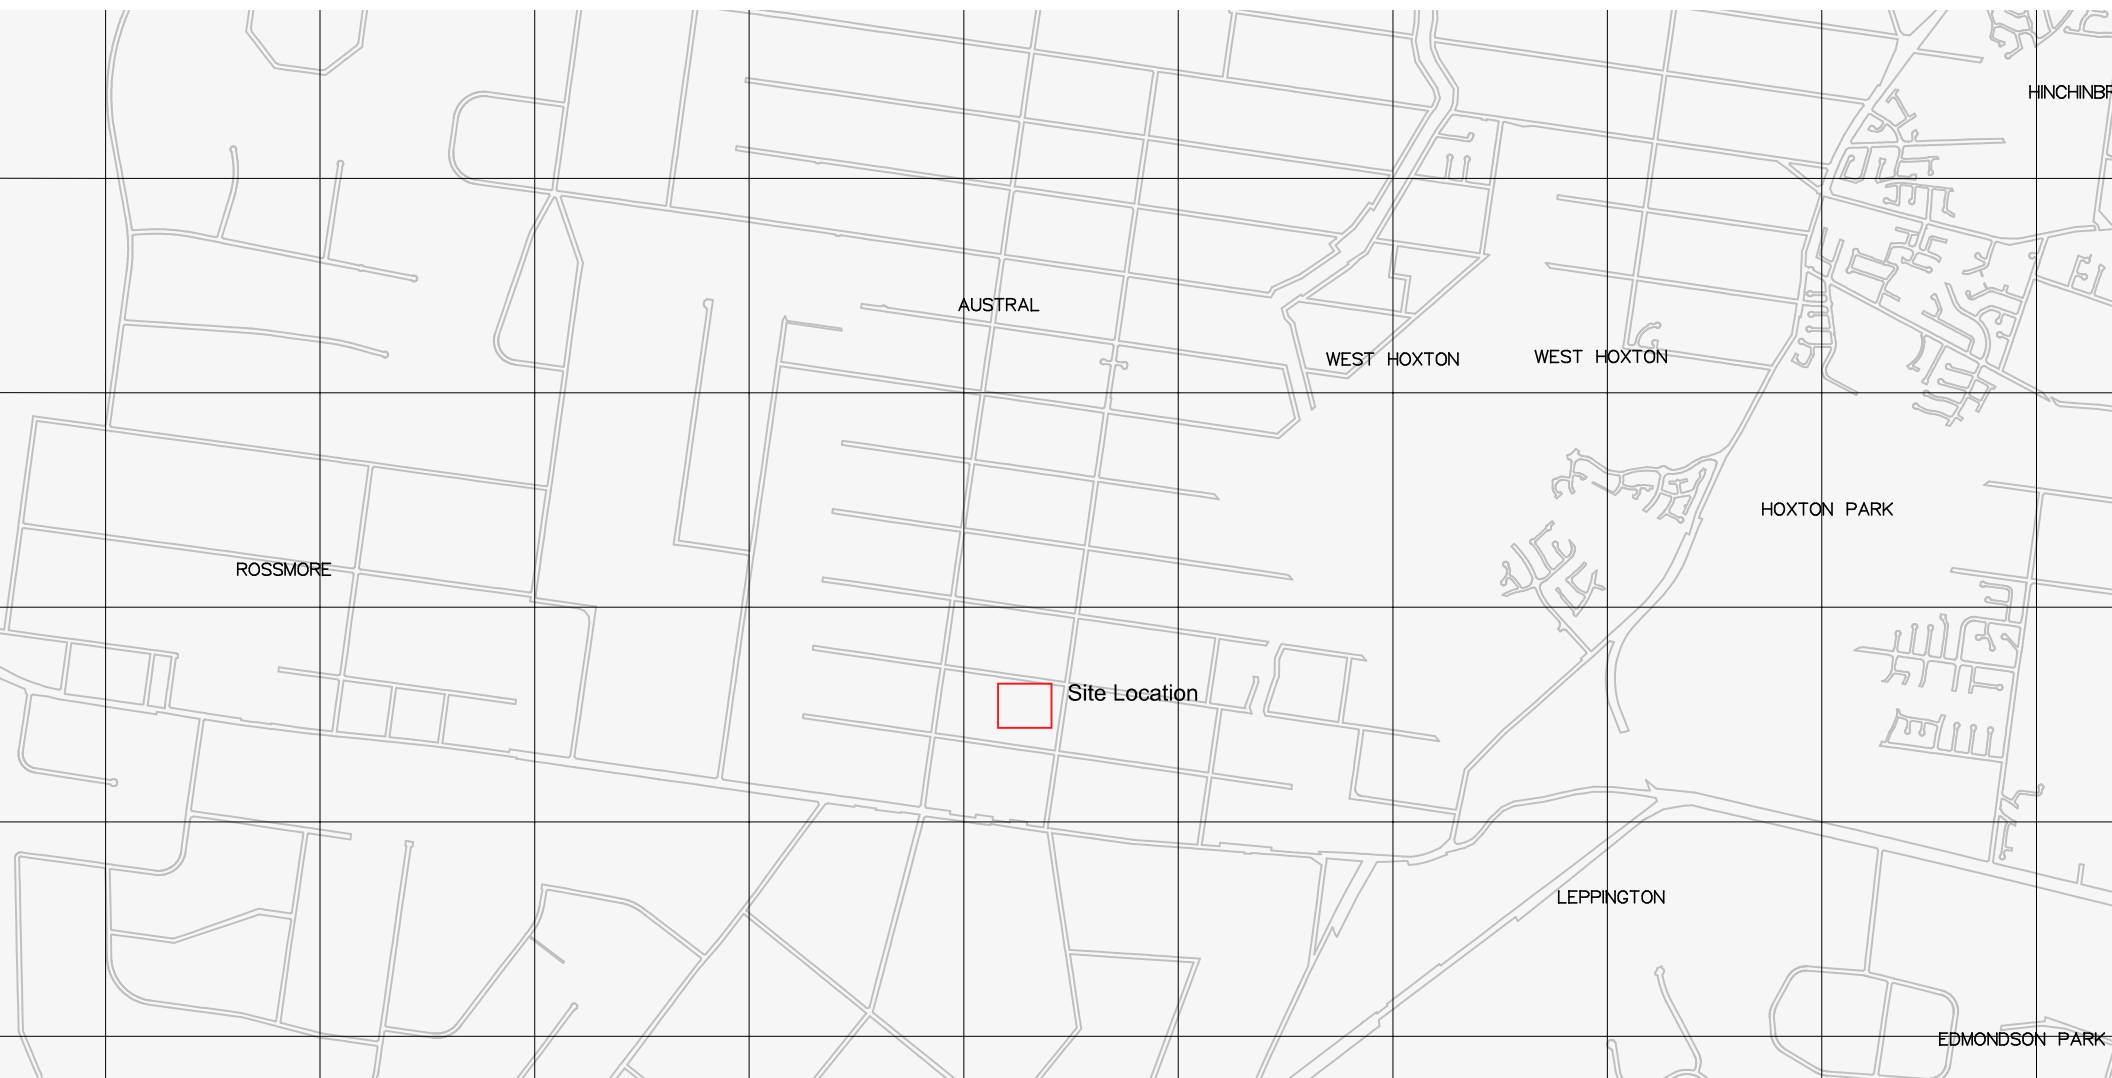 HINCHINBR
AUSTRAL
WEST HOXTON
WEST HOXTON
HOXTON PARK
ROSSMORE
Site Location
LEPPINGTON
EDMONDSON PARK